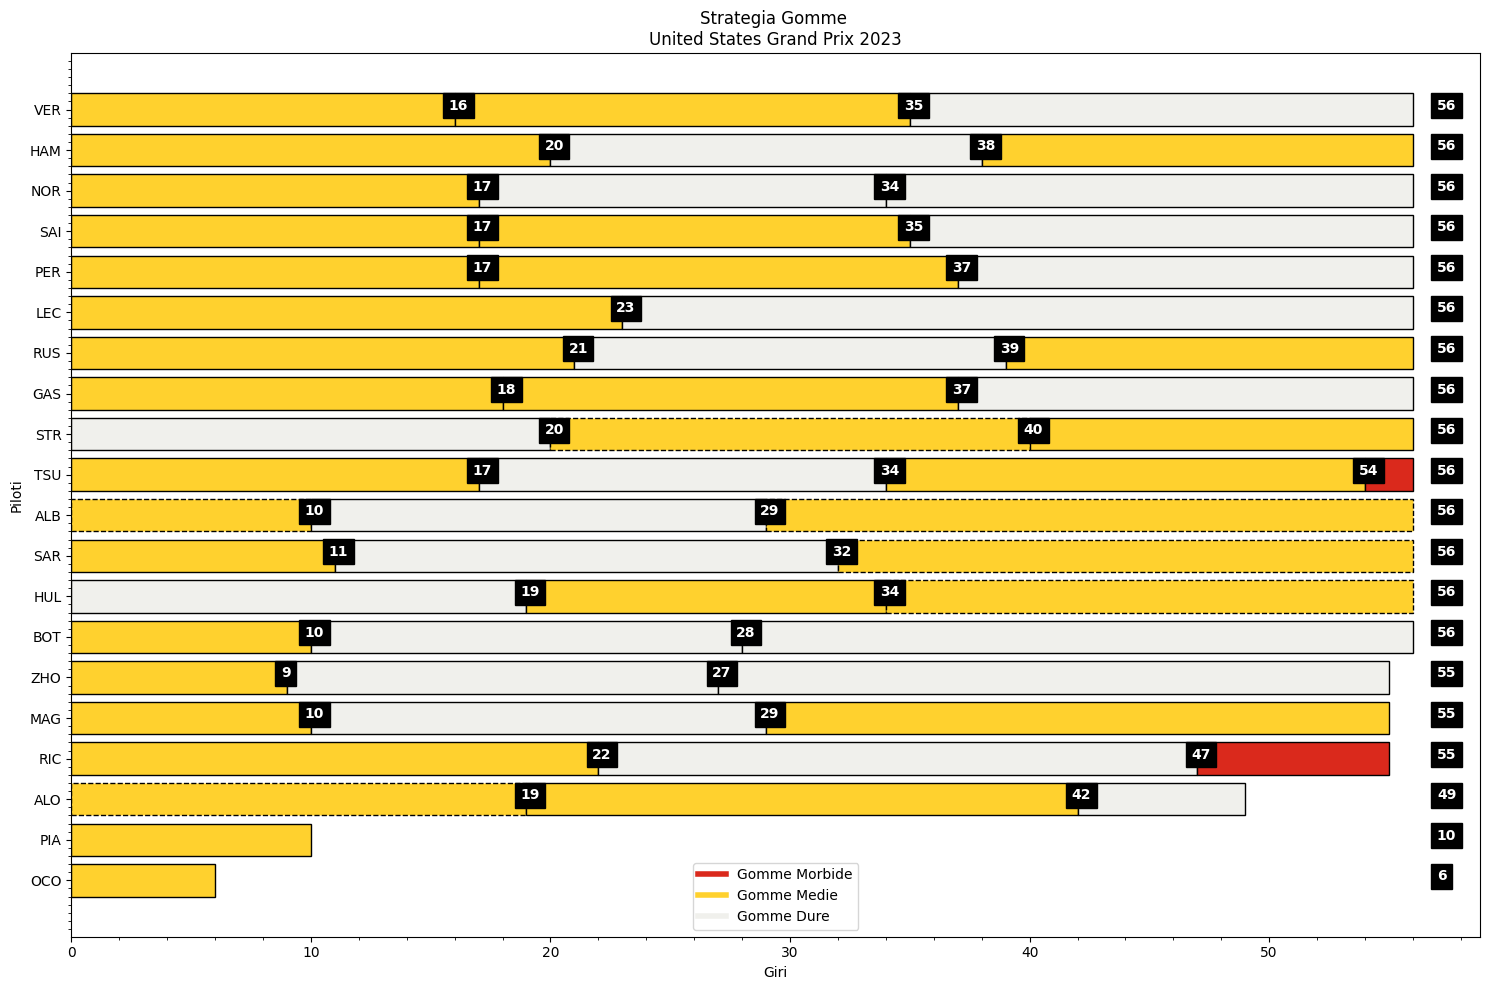 Strategia Gomme
United States Grand Prix 2023
Piloti
VER 16 35 56
HAM 20 38 56
NOR 17 34 56
SAI 17 35 56
PER 17 37 56
LEC 23 56
RUS 21 39 56
GAS 18 37 56
STR 20 40 56
TSU 17 34 54 56
ALB 10 29 56
SAR 11 32 56
HUL 19 34 56
BOT 10 28 56
ZHO 9 27 55
MAG 10 29 55
RIC 22 47 55
ALO 19 42 49
PIA 10
OCO 6
Gomme Morbide
Gomme Medie
Gomme Dure
0 10 20 30 40 50
Giri